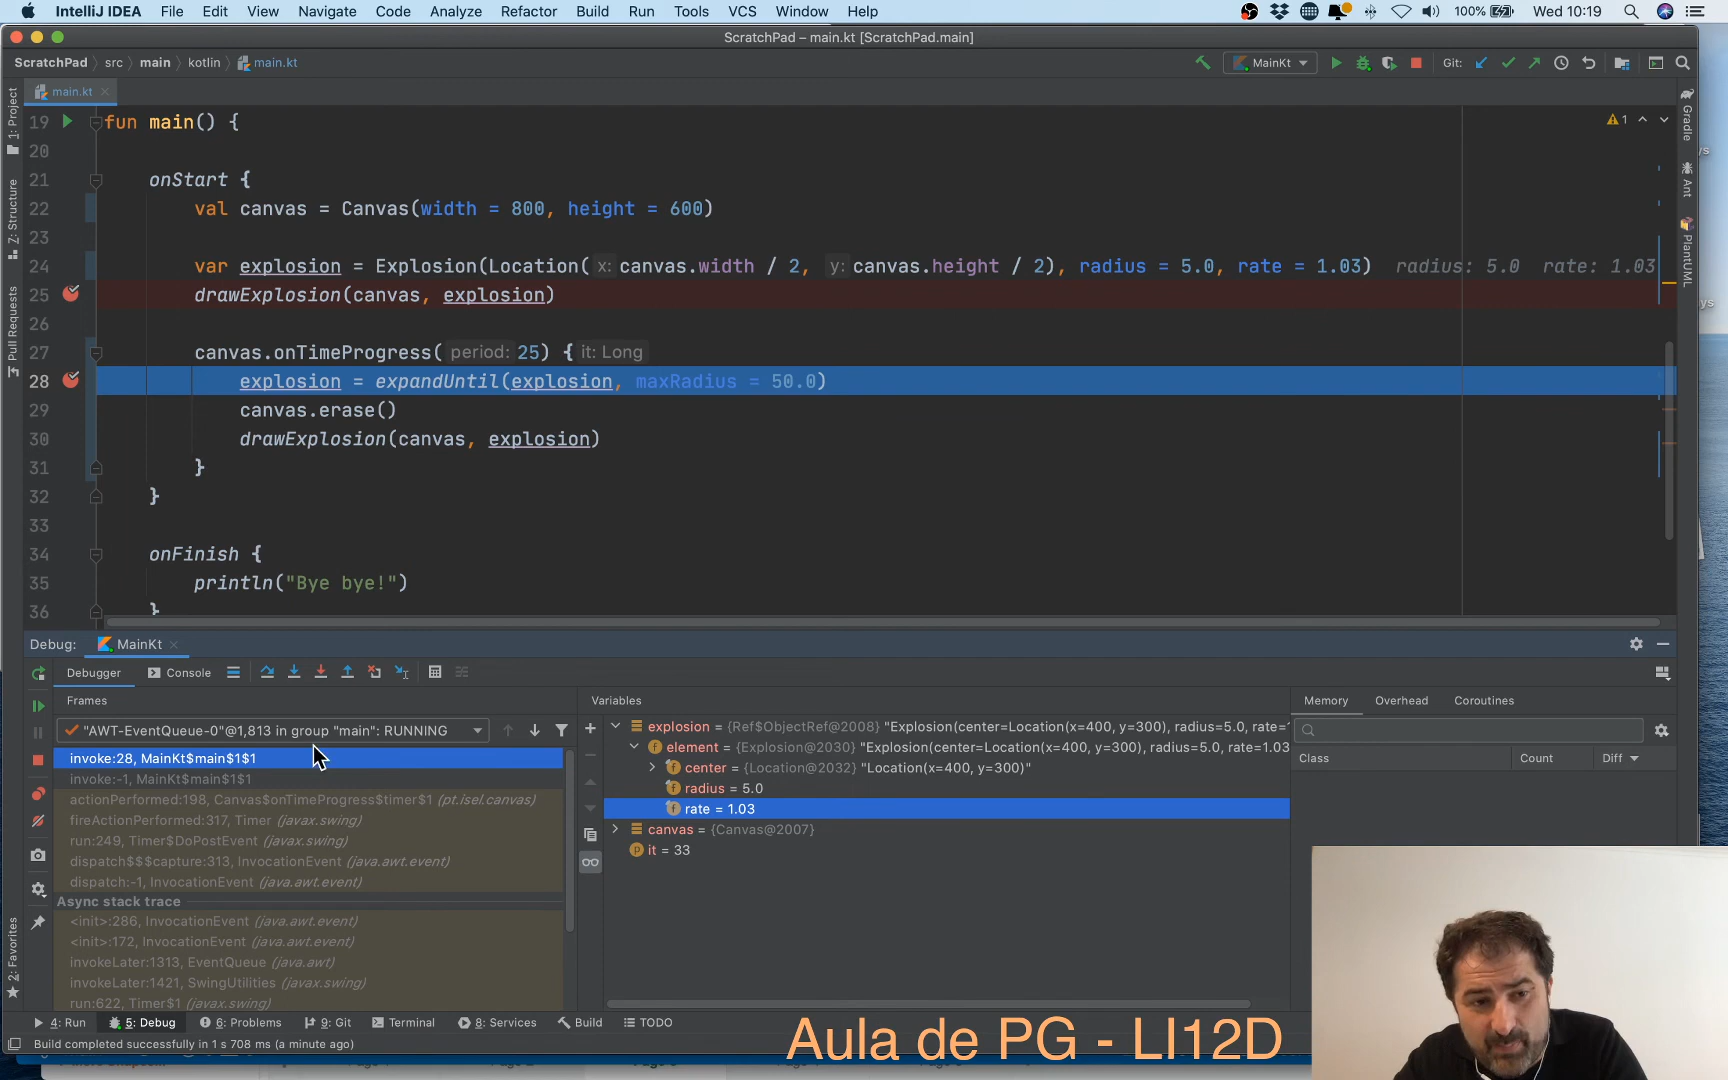 IntelliJ IDEA File Edit View Navigate Code Analyze Refactor Build Run Tools VCS Window Help 100% Wed 10:19
ScratchPad – main.kt [ScratchPad.main]
ScratchPad src main kotlin main.kt MainKt Git:
main.kt
1: Project
Z: Structure
Pull Requests
2: Favorites
Gradle
Ant
PlantUML
1
19 fun main() {
20
21 onStart {
22 val canvas = Canvas(width = 800, height = 600)
23
24 var explosion = Explosion(Location( x: canvas.width / 2, y: canvas.height / 2), radius = 5.0, rate = 1.03) radius: 5.0 rate: 1.03
25 drawExplosion(canvas, explosion)
26
27 canvas.onTimeProgress( period: 25) { it: Long
28 explosion = expandUntil(explosion, maxRadius = 50.0)
29 canvas.erase()
30 drawExplosion(canvas, explosion)
31 }
32 }
33
34 onFinish {
35 println("Bye bye!")
36 }
Debug: MainKt
Debugger Console
Frames
"AWT-EventQueue-0"@1,813 in group "main": RUNNING
invoke:28, MainKt$main$1$1
invoke:-1, MainKt$main$1$1
actionPerformed:198, Canvas$onTimeProgress$timer$1 (pt.isel.canvas)
fireActionPerformed:317, Timer (javax.swing)
run:249, Timer$DoPostEvent (javax.swing)
dispatch$$$capture:313, InvocationEvent (java.awt.event)
dispatch:-1, InvocationEvent (java.awt.event)
Async stack trace
<init>:286, InvocationEvent (java.awt.event)
<init>:172, InvocationEvent (java.awt.event)
invokeLater:1313, EventQueue (java.awt)
invokeLater:1421, SwingUtilities (javax.swing)
run:622, Timer$1 (javax.swing)
Variables
explosion = {Ref$ObjectRef@2008} "Explosion(center=Location(x=400, y=300), radius=5.0, rate=1
element = {Explosion@2030} "Explosion(center=Location(x=400, y=300), radius=5.0, rate=1.03
center = {Location@2032} "Location(x=400, y=300)"
radius = 5.0
rate = 1.03
canvas = {Canvas@2007}
it = 33
Memory Overhead Coroutines
Class Count Diff
4: Run 5: Debug 6: Problems 9: Git Terminal 8: Services Build TODO
Build completed successfully in 1 s 708 ms (a minute ago)
Aula de PG - LI12D